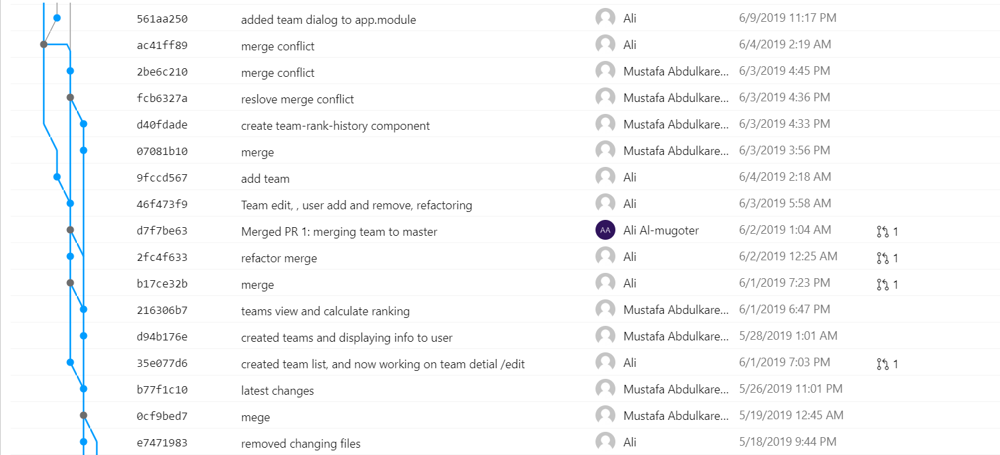 561aa250 added team dialog to app.module Ali 6/9/2019 11:17 PM
ac41ff89 merge conflict Ali 6/4/2019 2:19 AM
2be6c210 merge conflict Mustafa Abdulkare... 6/3/2019 4:45 PM
fcb6327a reslove merge conflict Mustafa Abdulkare... 6/3/2019 4:36 PM
d40fdade create team-rank-history component Mustafa Abdulkare... 6/3/2019 4:33 PM
07081b10 merge Mustafa Abdulkare... 6/3/2019 3:56 PM
9fccd567 add team Ali 6/4/2019 2:18 AM
46f473f9 Team edit, , user add and remove, refactoring Ali 6/3/2019 5:58 AM
d7f7be63 Merged PR 1: merging team to master AA Ali Al-mugoter 6/2/2019 1:04 AM 1
2fc4f633 refactor merge Ali 6/2/2019 12:25 AM 1
b17ce32b merge Ali 6/1/2019 7:23 PM 1
216306b7 teams view and calculate ranking Mustafa Abdulkare... 6/1/2019 6:47 PM
d94b176e created teams and displaying info to user Mustafa Abdulkare... 5/28/2019 1:01 AM
35e077d6 created team list, and now working on team detial /edit Ali 6/1/2019 7:03 PM 1
b77f1c10 latest changes Mustafa Abdulkare... 5/26/2019 11:01 PM
0cf9bed7 mege Mustafa Abdulkare... 5/19/2019 12:45 AM
e7471983 removed changing files Ali 5/18/2019 9:44 PM